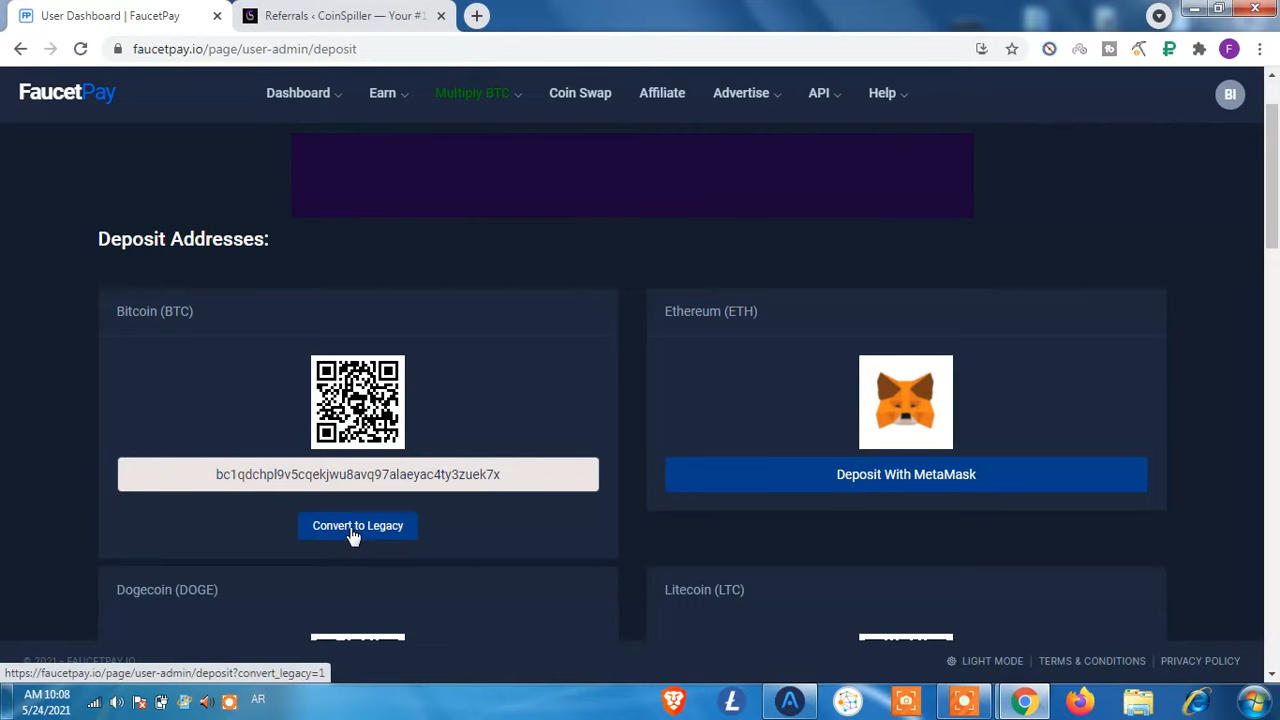 User Dashboard | FaucetPay
Referrals ‹ CoinSpiller — Your #1
faucetpay.io/page/user-admin/deposit
F
FaucetPay
Dashboard
Earn
Multiply BTC
Coin Swap
Affiliate
Advertise
API
Help
BI
Deposit Addresses:
Bitcoin (BTC)
Ethereum (ETH)
bc1qdchpl9v5cqekjwu8avq97alaeyac4ty3zuek7x
Deposit With MetaMask
Convert to Legacy
Dogecoin (DOGE)
Litecoin (LTC)
© 2021 - FAUCETPAY.IO
LIGHT MODE | TERMS & CONDITIONS | PRIVACY POLICY
https://faucetpay.io/page/user-admin/deposit?convert_legacy=1
AM 10:08
5/24/2021
AR